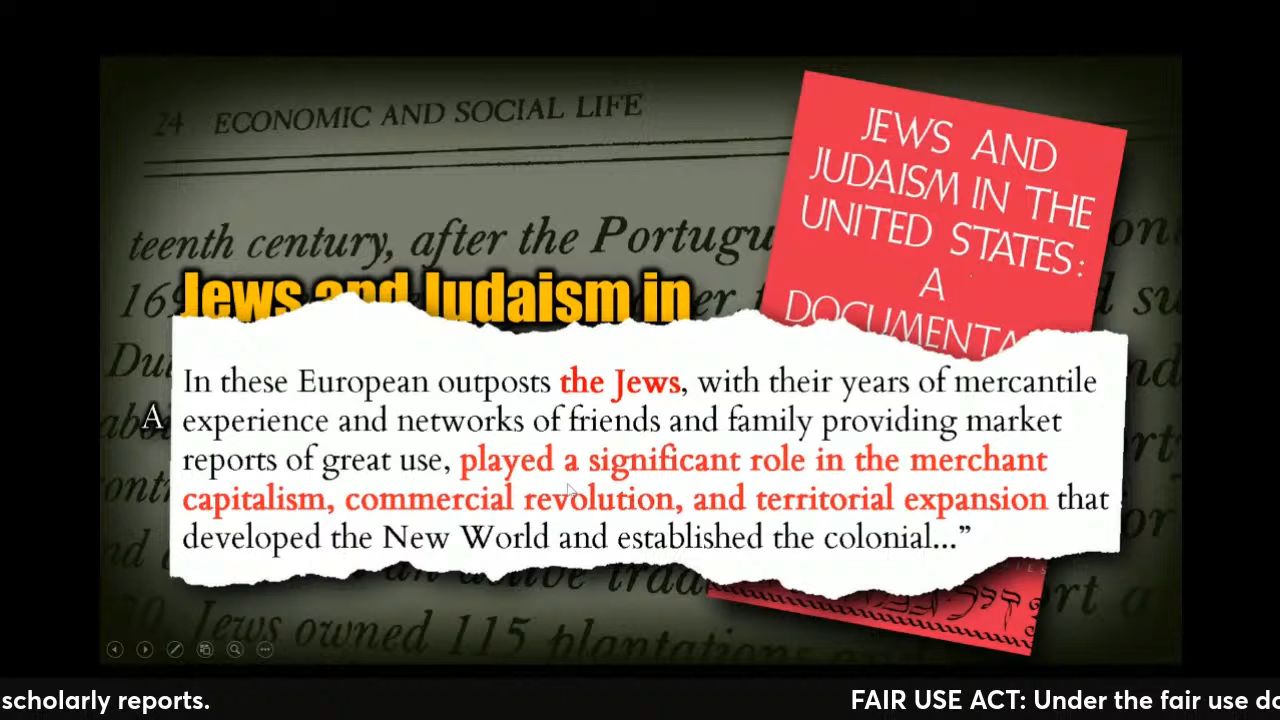 24 ECONOMIC AND SOCIAL LIFE
teenth century, after the Portugu
JEWS AND
JUDAISM IN THE
UNITED STATES:
A
DOCUMENTA
Jews and Judaism in
A
In these European outposts the Jews, with their years of mercantile
experience and networks of friends and family providing market
reports of great use, played a significant role in the merchant
capitalism, commercial revolution, and territorial expansion that
developed the New World and established the colonial...”
Jews owned 115 plantations
scholarly reports.
FAIR USE ACT: Under the fair use do